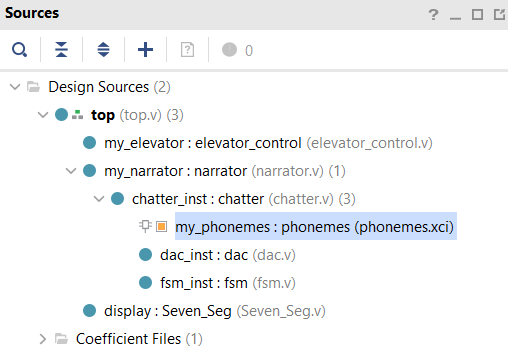 Sources
? _
0
Design Sources (2)
top (top.v) (3)
my_elevator : elevator_control (elevator_control.v)
my_narrator : narrator (narrator.v) (1)
chatter_inst : chatter (chatter.v) (3)
my_phonemes : phonemes (phonemes.xci)
dac_inst : dac (dac.v)
fsm_inst : fsm (fsm.v)
display : Seven_Seg (Seven_Seg.v)
Coefficient Files (1)